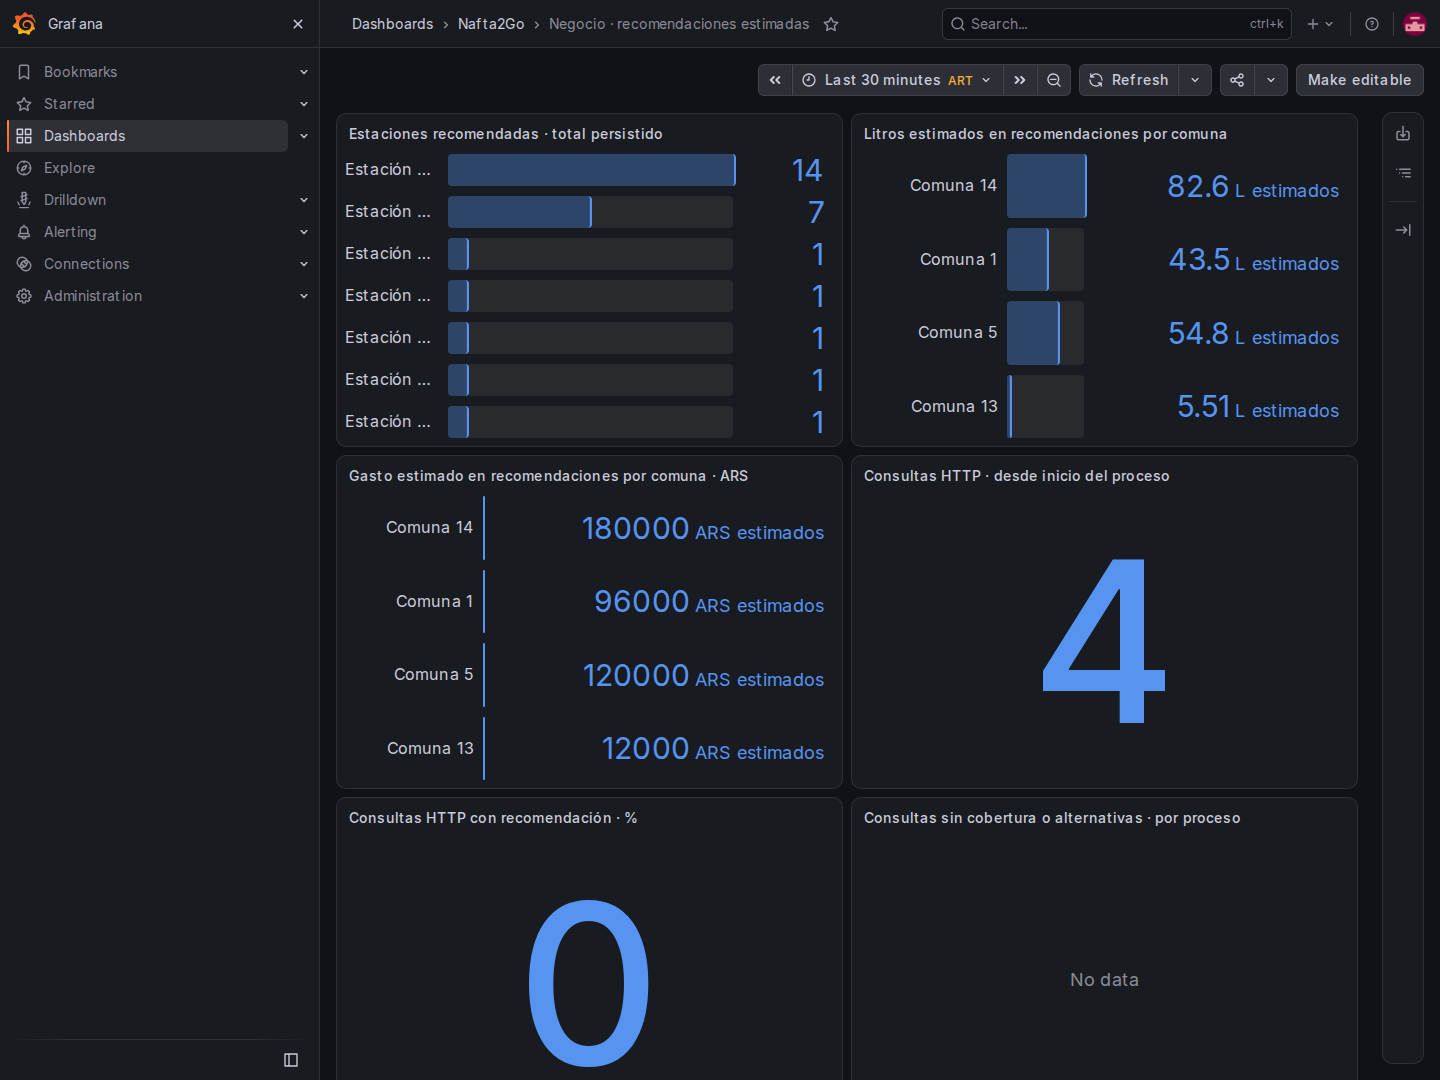 Grafana
Dashboards › Nafta2Go › Negocio · recomendaciones estimadas
Search...
ctrl+k
Bookmarks
Starred
Dashboards
Explore
Drilldown
Alerting
Connections
Administration
Last 30 minutes ART
Refresh
Make editable
Estaciones recomendadas · total persistido
Estación ... 14
Estación ... 7
Estación ... 1
Estación ... 1
Estación ... 1
Estación ... 1
Estación ... 1
Litros estimados en recomendaciones por comuna
Comuna 14 82.6 L estimados
Comuna 1 43.5 L estimados
Comuna 5 54.8 L estimados
Comuna 13 5.51 L estimados
Gasto estimado en recomendaciones por comuna · ARS
Comuna 14 180000 ARS estimados
Comuna 1 96000 ARS estimados
Comuna 5 120000 ARS estimados
Comuna 13 12000 ARS estimados
Consultas HTTP · desde inicio del proceso
4
Consultas HTTP con recomendación · %
0
Consultas sin cobertura o alternativas · por proceso
No data